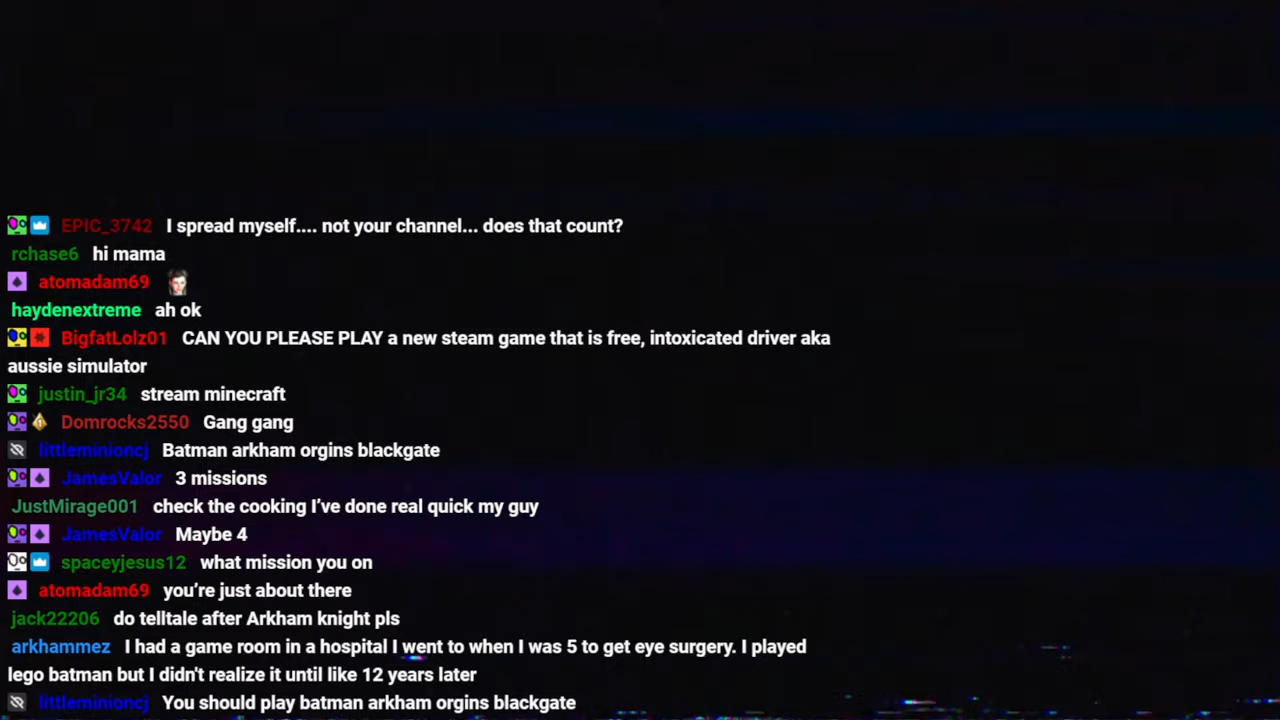 EPIC_3742 I spread myself.... not your channel... does that count?
rchase6 hi mama
atomadam69
haydenextreme ah ok
BigfatLolz01 CAN YOU PLEASE PLAY a new steam game that is free, intoxicated driver aka
aussie simulator
justin_jr34 stream minecraft
Domrocks2550 Gang gang
littleminioncj Batman arkham orgins blackgate
JamesValor 3 missions
JustMirage001 check the cooking I’ve done real quick my guy
JamesValor Maybe 4
spaceyjesus12 what mission you on
atomadam69 you’re just about there
jack22206 do telltale after Arkham knight pls
arkhammez I had a game room in a hospital I went to when I was 5 to get eye surgery. I played
lego batman but I didn't realize it until like 12 years later
littleminioncj You should play batman arkham orgins blackgate